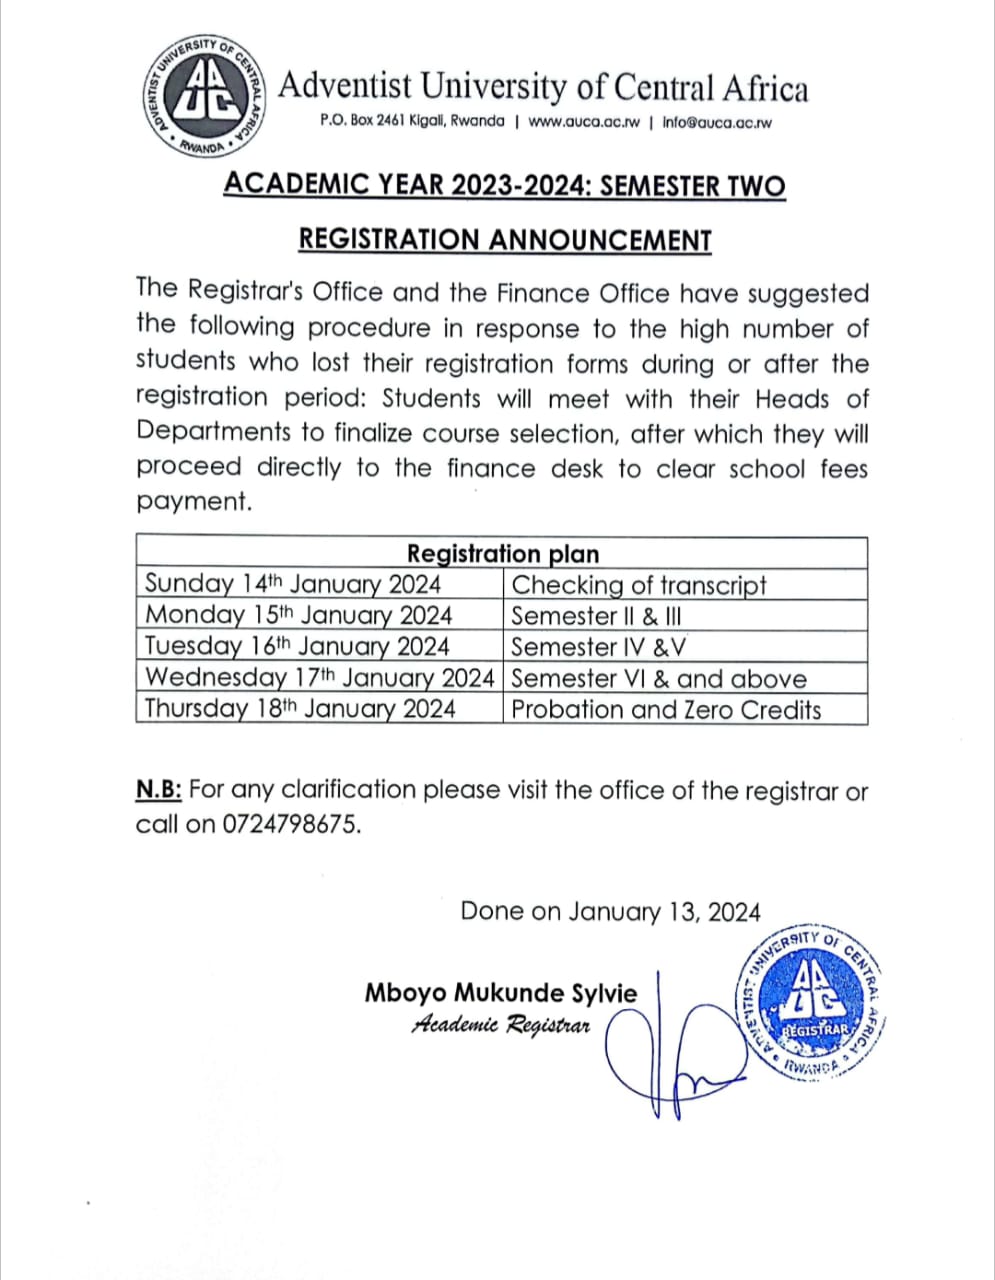 ADVENTIST UNIVERSITY OF CENTRAL AFRICA
AAUC
• RWANDA •
Adventist University of Central Africa
P.O. Box 2461 Kigali, Rwanda | www.auca.ac.rw | info@auca.ac.rw
ACADEMIC YEAR 2023-2024: SEMESTER TWO
REGISTRATION ANNOUNCEMENT
The Registrar's Office and the Finance Office have suggested
the following procedure in response to the high number of
students who lost their registration forms during or after the
registration period: Students will meet with their Heads of
Departments to finalize course selection, after which they will
proceed directly to the finance desk to clear school fees
payment.
Registration plan
Sunday 14th January 2024 Checking of transcript
Monday 15th January 2024 Semester II & III
Tuesday 16th January 2024 Semester IV &V
Wednesday 17th January 2024 Semester VI & and above
Thursday 18th January 2024 Probation and Zero Credits
N.B: For any clarification please visit the office of the registrar or
call on 0724798675.
Done on January 13, 2024
Mboyo Mukunde Sylvie
Academic Registrar
ADVENTIST UNIVERSITY OF CENTRAL AFRICA
AAUC
REGISTRAR
• RWANDA •